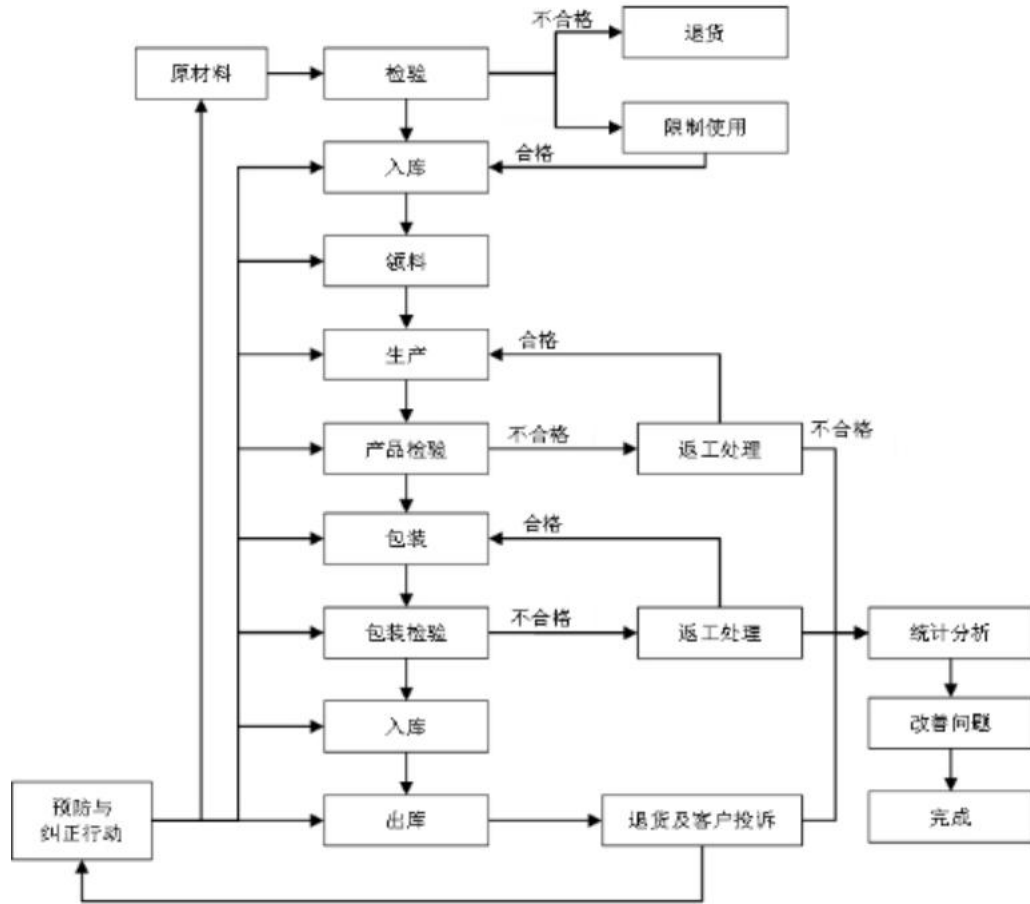 不合格
退货
原材料
检验
限制使用
合格
入库
领料
合格
生产
不合格
产品检验
不合格
返工处理
合格
包装
不合格
包装检验
返工处理
统计分析
入库
改善问题
预防与
纠正行动
出库
退货及客户投诉
完成